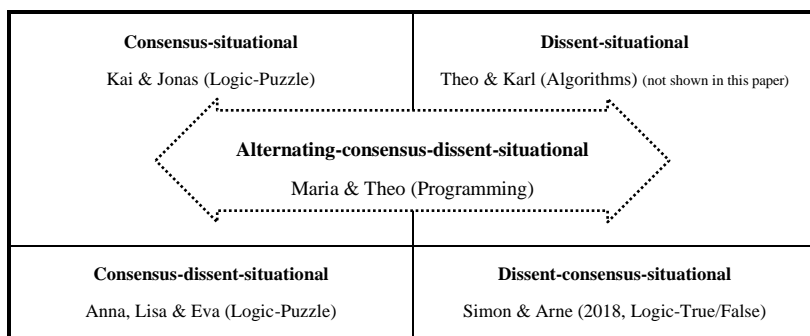 Consensus-situational
Kai & Jonas (Logic-Puzzle)
Dissent-situational
Theo & Karl (Algorithms) (not shown in this paper)
Alternating-consensus-dissent-situational
Maria & Theo (Programming)
Consensus-dissent-situational
Anna, Lisa & Eva (Logic-Puzzle)
Dissent-consensus-situational
Simon & Arne (2018, Logic-True/False)